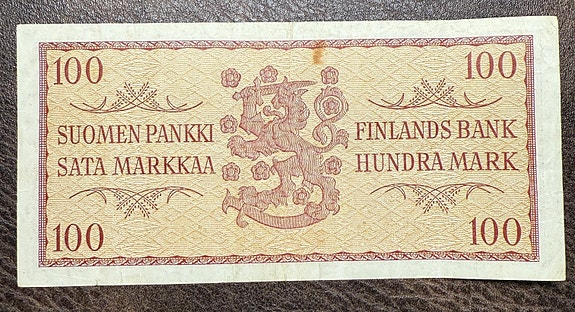 100 100
SUOMEN PANKKI FINLANDS BANK
SATA MARKKAA HUNDRA MARK
100 100